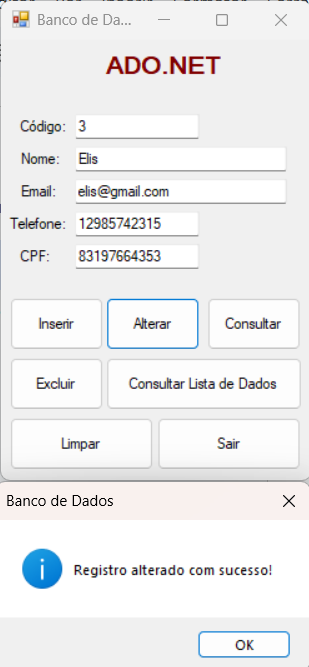 Banco de Da...
ADO.NET
Código: 3
Nome: Elis
Email: elis@gmail.com
Telefone: 12985742315
CPF: 83197664353
Inserir Alterar Consultar
Excluir Consultar Lista de Dados
Limpar Sair
Banco de Dados
Registro alterado com sucesso!
OK